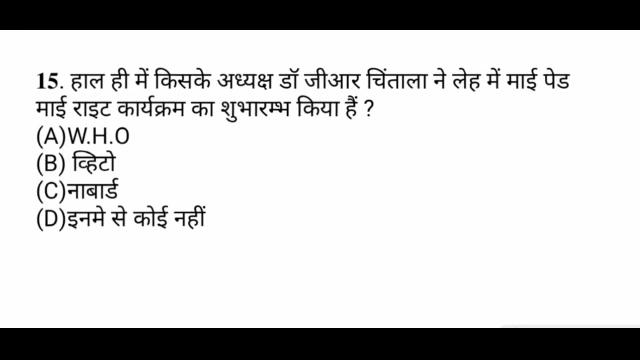 15. हाल ही में किसके अध्यक्ष डॉ जीआर चिंताला ने लेह में माई पेड
माई राइट कार्यक्रम का शुभारम्भ किया हैं ?
(A)W.H.O
(B) व्हिटो
(C)नाबार्ड
(D)इनमे से कोई नहीं